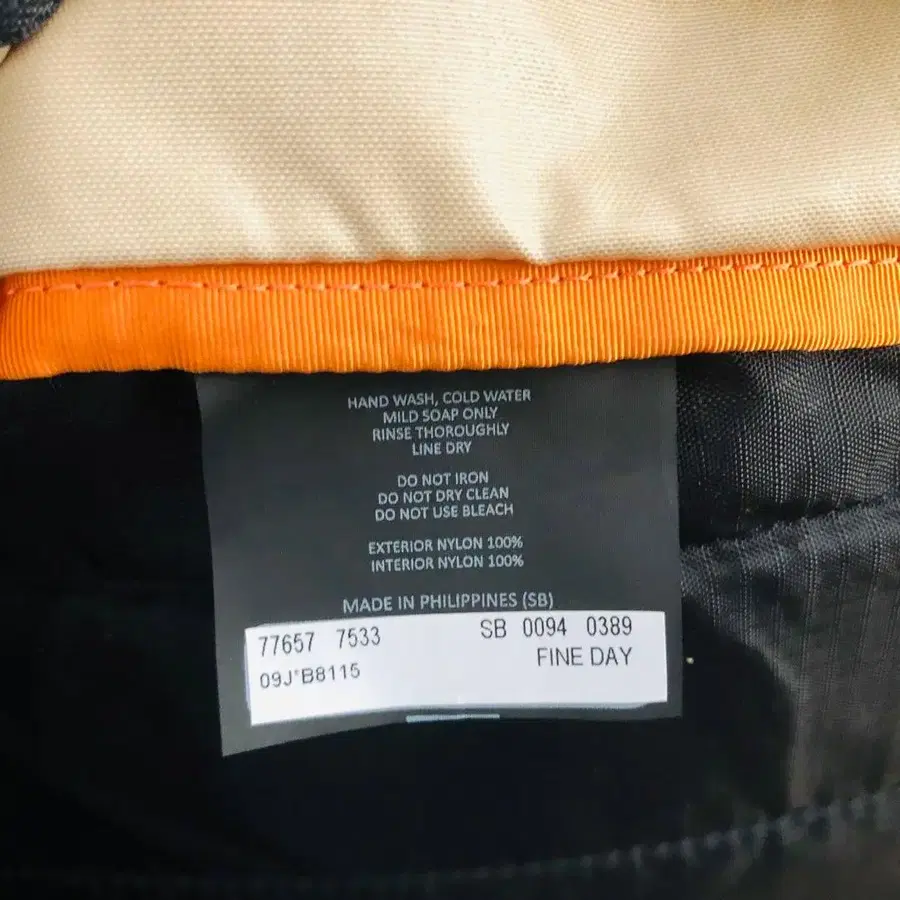 HAND WASH, COLD WATER
MILD SOAP ONLY
RINSE THOROUGHLY
LINE DRY
DO NOT IRON
DO NOT DRY CLEAN
DO NOT USE BLEACH
EXTERIOR NYLON 100%
INTERIOR NYLON 100%
MADE IN PHILIPPINES (SB)
77657 7533 SB 0094 0389
09J*B8115 FINE DAY